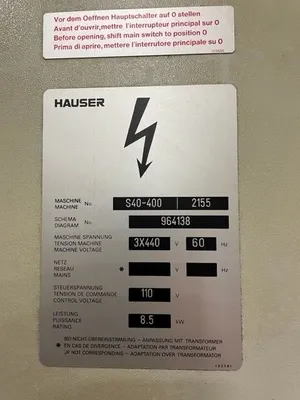 Vor dem Oeffnen Hauptschalter auf 0 stellen
Avant d'ouvrir, mettre l'interrupteur principal sur 0
Before opening, shift main switch to position 0
Prima di aprire, mettere l'interruttore principale su 0
HAUSER
MASCHINE
MACHINE No. S40-400 2155
SCHEMA
DIAGRAM No. 964138
MASCHINE SPANNUNG
TENSION MACHINE 3X440 V 60 Hz
MACHINE VOLTAGE
NETZ
RESEAU V Hz
MAINS
STEUERSPANNUNG
TENSION DE COMMANDE 110 V
CONTROL VOLTAGE
LEISTUNG
PUISSANCE 8.5 kW
RATING
BEI NICHT-ÜBEREINSTIMMUNG - ANPASSUNG MIT TRANSFORMER
EN CAS DE DIVERGENCE - ADAPTATION PAR TRANSFORMATEUR
IF NOT CORRESPONDING - ADAPTATION OVER TRANSFORMER